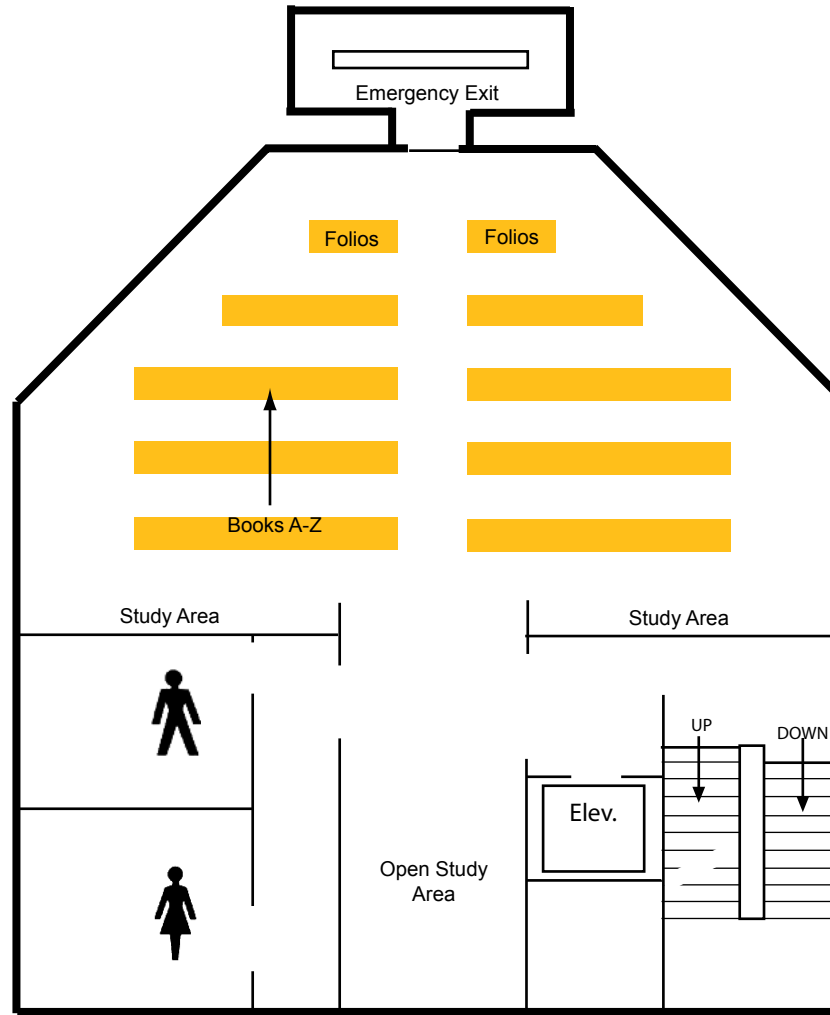 Emergency Exit
Folios
Folios
Books A-Z
Study Area
Study Area
UP
DOWN
Elev.
Open Study
Area